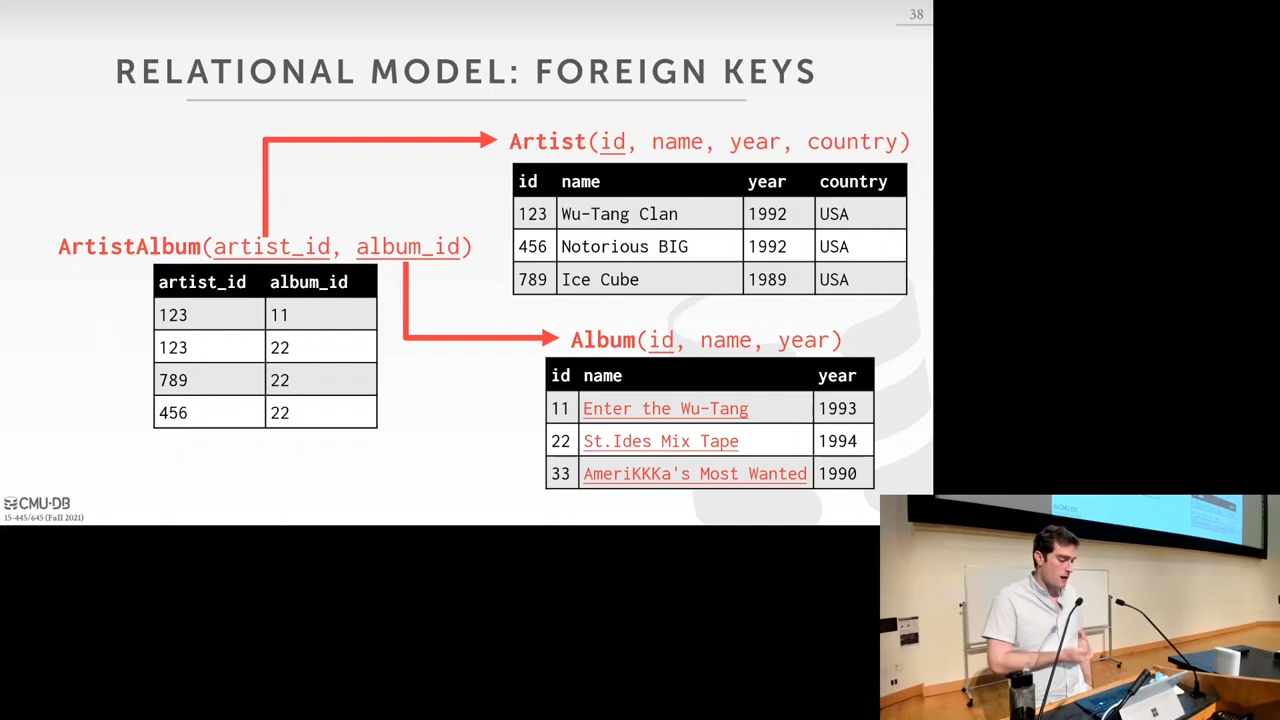 38
RELATIONAL MODEL: FOREIGN KEYS
Artist(id, name, year, country)
id name year country
123 Wu-Tang Clan 1992 USA
456 Notorious BIG 1992 USA
789 Ice Cube 1989 USA
ArtistAlbum(artist_id, album_id)
artist_id album_id
123 11
123 22
789 22
456 22
Album(id, name, year)
id name year
11 Enter the Wu-Tang 1993
22 St.Ides Mix Tape 1994
33 AmeriKKKa's Most Wanted 1990
CMU·DB
15-445/645 (Fall 2021)
CMU·DB